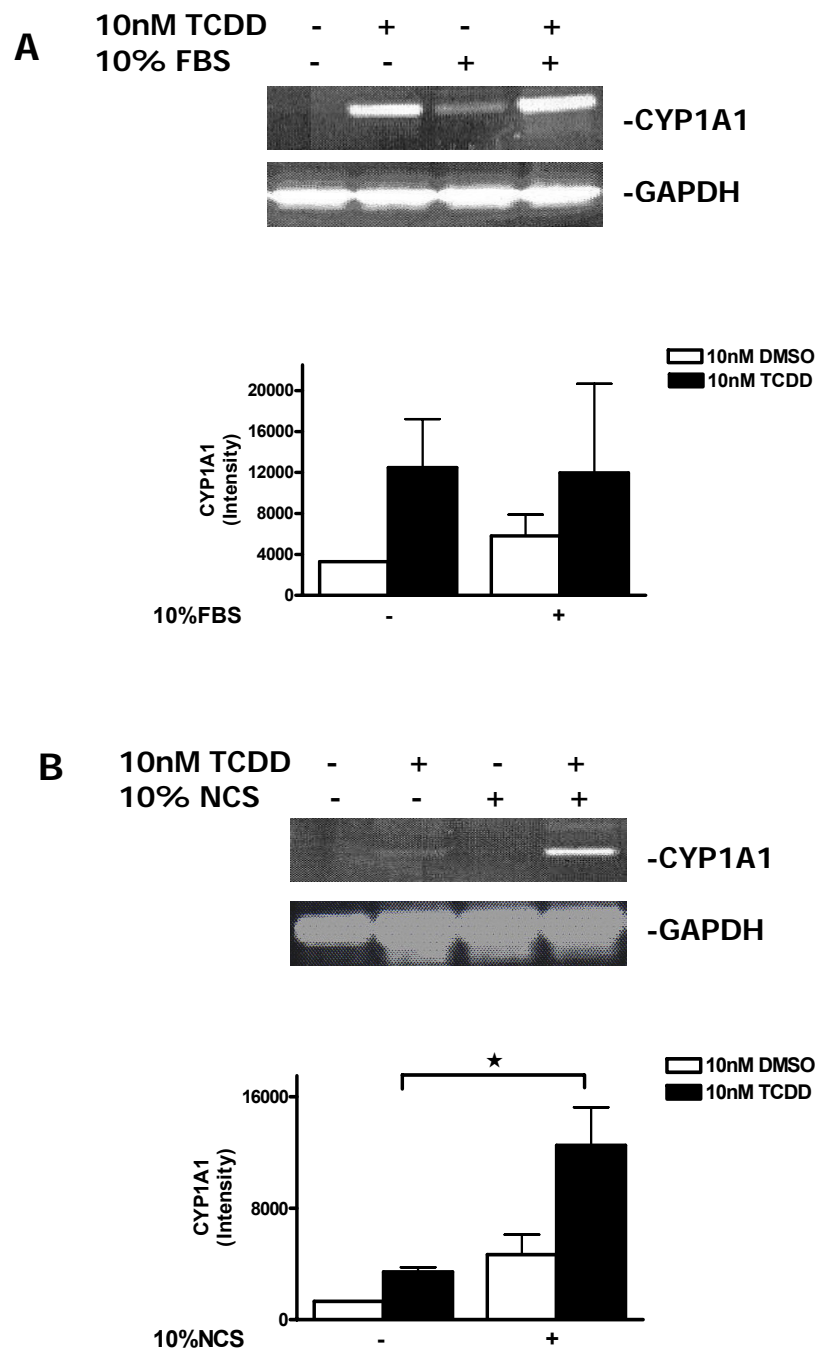 A
10nM TCDD - + - +
10% FBS - - + +
-CYP1A1
-GAPDH
10nM DMSO
10nM TCDD
CYP1A1
(Intensity)
20000
16000
12000
8000
4000
0
10%FBS - +
B
10nM TCDD - + - +
10% NCS - - + +
-CYP1A1
-GAPDH
10nM DMSO
10nM TCDD
★
CYP1A1
(Intensity)
16000
8000
0
10%NCS - +